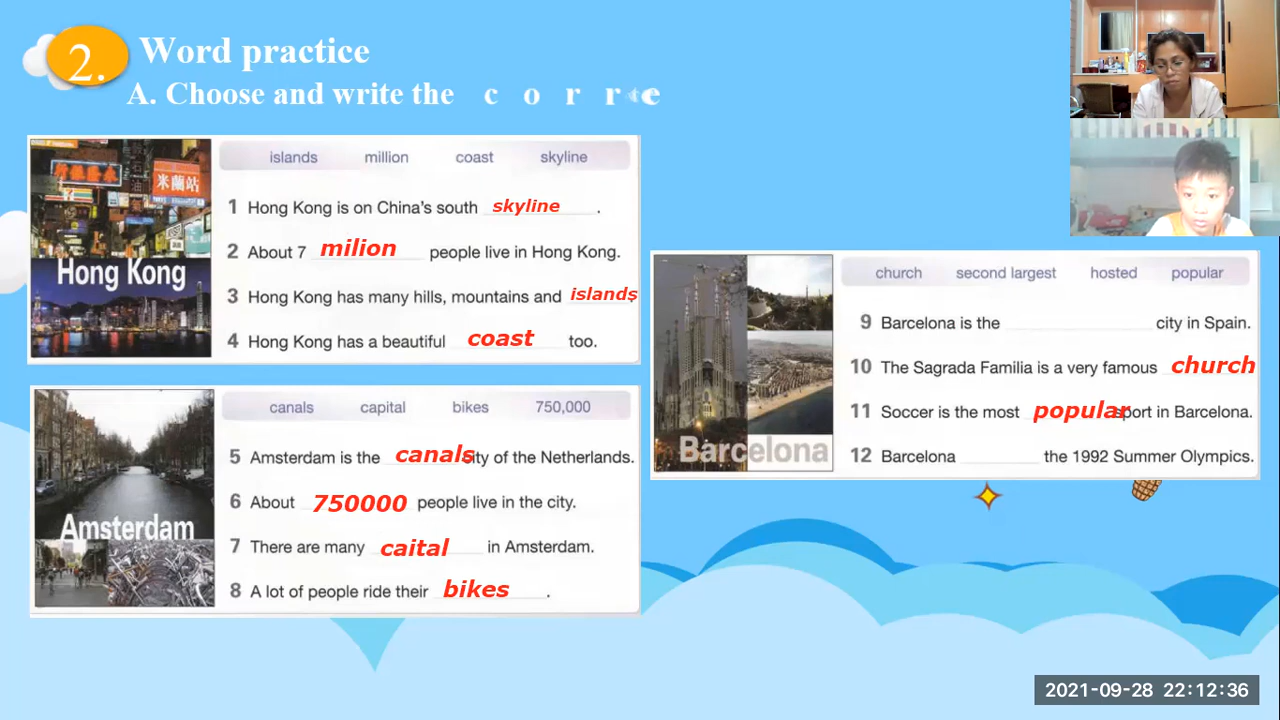 2. Word practice
A. Choose and write the c o r r e
islands million coast skyline
1 Hong Kong is on China's south skyline .
2 About 7 milion people live in Hong Kong.
3 Hong Kong has many hills, mountains and islands .
4 Hong Kong has a beautiful coast too.
米蘭站
Hong Kong
canals capital bikes 750,000
5 Amsterdam is the canals city of the Netherlands.
6 About 750000 people live in the city.
7 There are many caital in Amsterdam.
8 A lot of people ride their bikes .
Amsterdam
church second largest hosted popular
9 Barcelona is the city in Spain.
10 The Sagrada Familia is a very famous church
11 Soccer is the most popular sport in Barcelona.
12 Barcelona the 1992 Summer Olympics.
Barcelona
2021-09-28 22:12:36